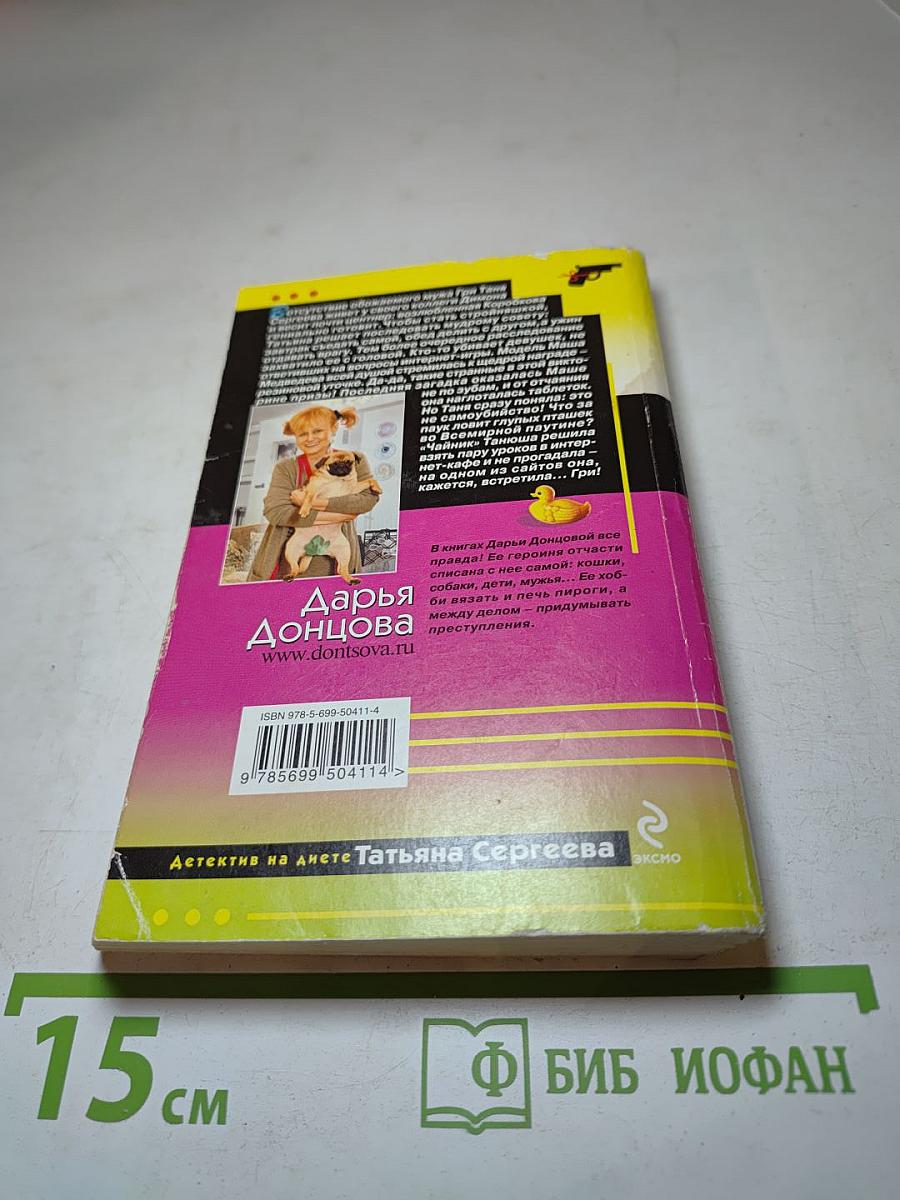 В отсутствии обожаемого мужа Гри Таня
Сергеева живет у своего коллеги Димона
и весит почти центнер: возлюбленная Коробкова
гениально готовит. Чтобы стать стройняшкой,
Татьяна решает последовать мудрому совету:
завтрак съедать самой, обед делить с другом, а ужин
отдавать врагу. Тем более очередное расследование
захватило ее с головой. Кто-то убивает девушек, не
ответивших на вопросы интернет-игры. Модель Маша
Медведева всей душой стремилась к главной награде –
резиновой уточке. Да-да, такие странные в этой викто-
рине призы! Последняя загадка оказалась Маше
не по зубам, и от отчаяния
она наглоталась таблеток.
Но Таня сразу поняла: это
не самоубийство! Что за
паук ловит глупых пташек
во Всемирной паутине?
«Чайник» Танюша решила
взять пару уроков в интер-
нет-кафе и не прогадала –
на одном из сайтов она,
кажется, встретила... Гри!
В книгах Дарьи Донцовой все
правда! Ее героиня отчасти
списана с нее самой: кошки,
собаки, дети, мужья... Ее хоб-
би вязать и печь пироги, а
между делом – придумывать
преступления.
Дарья
Донцова
www.dontsova.ru
ISBN 978-5-699-50411-4
9 785699 504114 >
Детектив на диете Татьяна Сергеева
ЭКСМО
15 см
Ф БИБ ИОФАН